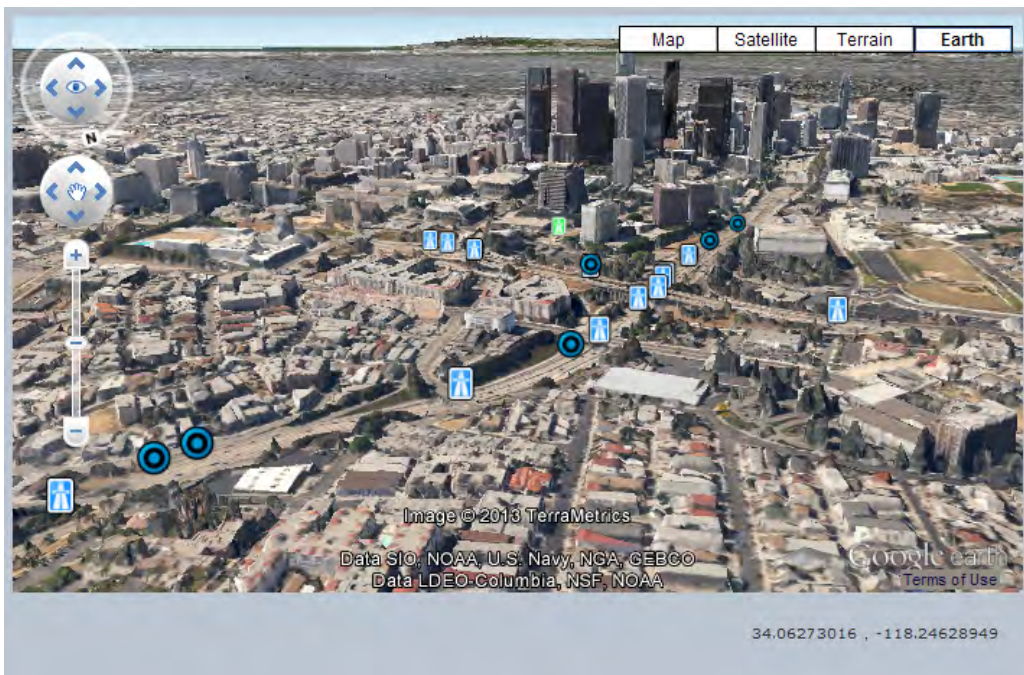 Map
Satellite
Terrain
Earth
N
Image © 2013 TerraMetrics
Data SIO, NOAA, U.S. Navy, NGA, GEBCO
Data LDEO-Columbia, NSF, NOAA
Google earth
Terms of Use
34.06273016 , -118.24628949